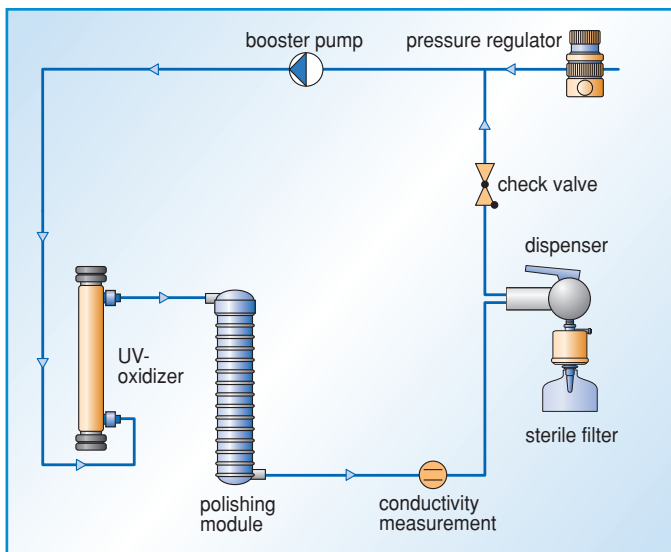 booster pump
pressure regulator
check valve
dispenser
UV-
oxidizer
sterile filter
polishing
module
conductivity
measurement